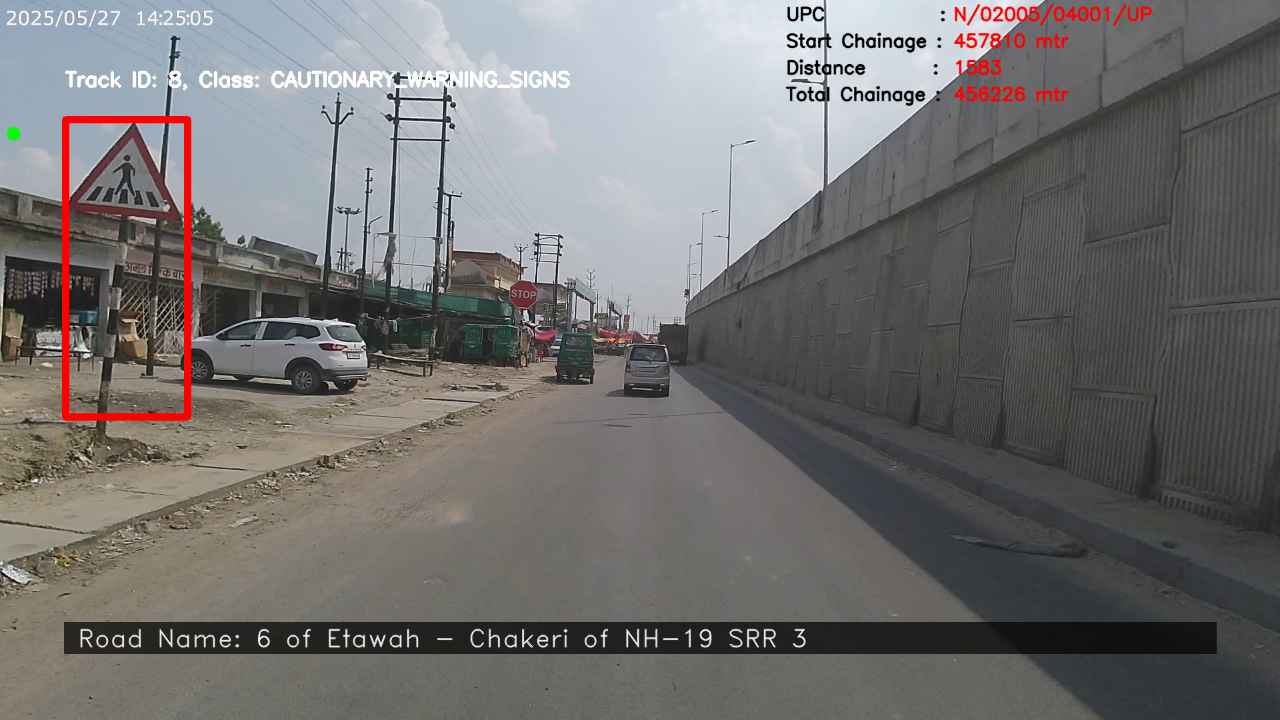 2025/05/27 14:25:05
UPC : N/02005/04001/UP
Start Chainage : 457810 mtr
Distance : 1583
Total Chainage : 456226 mtr
Track ID: 8, Class: CAUTIONARY_WARNING_SIGNS
STOP
Road Name: 6 of Etawah - Chakeri of NH-19 SRR 3